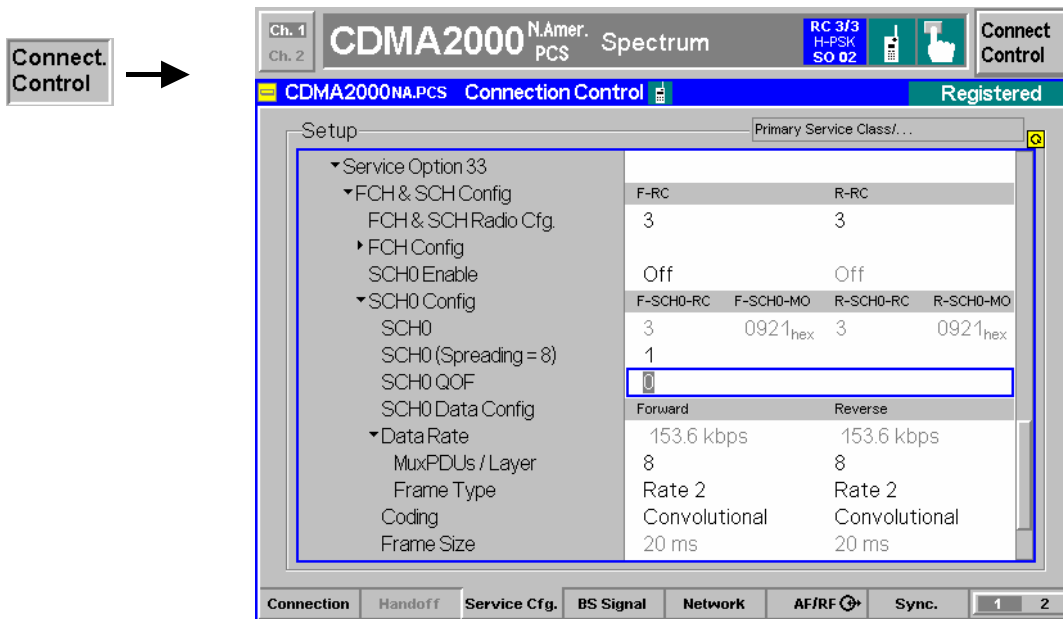 Connect.
Control
Ch. 1
Ch. 2
CDMA2000 N.Amer. PCS Spectrum
RC 3/3
H-PSK
SO 02
Connect
Control
CDMA2000 NA.PCS Connection Control
Registered
Setup
Primary Service Class/...
Service Option 33
FCH & SCH Config F-RC R-RC
FCH & SCH Radio Cfg. 3 3
FCH Config
SCH0 Enable Off Off
SCH0 Config F-SCH0-RC F-SCH0-MO R-SCH0-RC R-SCH0-MO
SCH0 3 0921hex 3 0921hex
SCH0 (Spreading = 8) 1
SCH0 QOF 0
SCH0 Data Config Forward Reverse
Data Rate 153.6 kbps 153.6 kbps
MuxPDUs / Layer 8 8
Frame Type Rate 2 Rate 2
Coding Convolutional Convolutional
Frame Size 20 ms 20 ms
Connection Handoff Service Cfg. BS Signal Network AF/RF Sync. 1 2